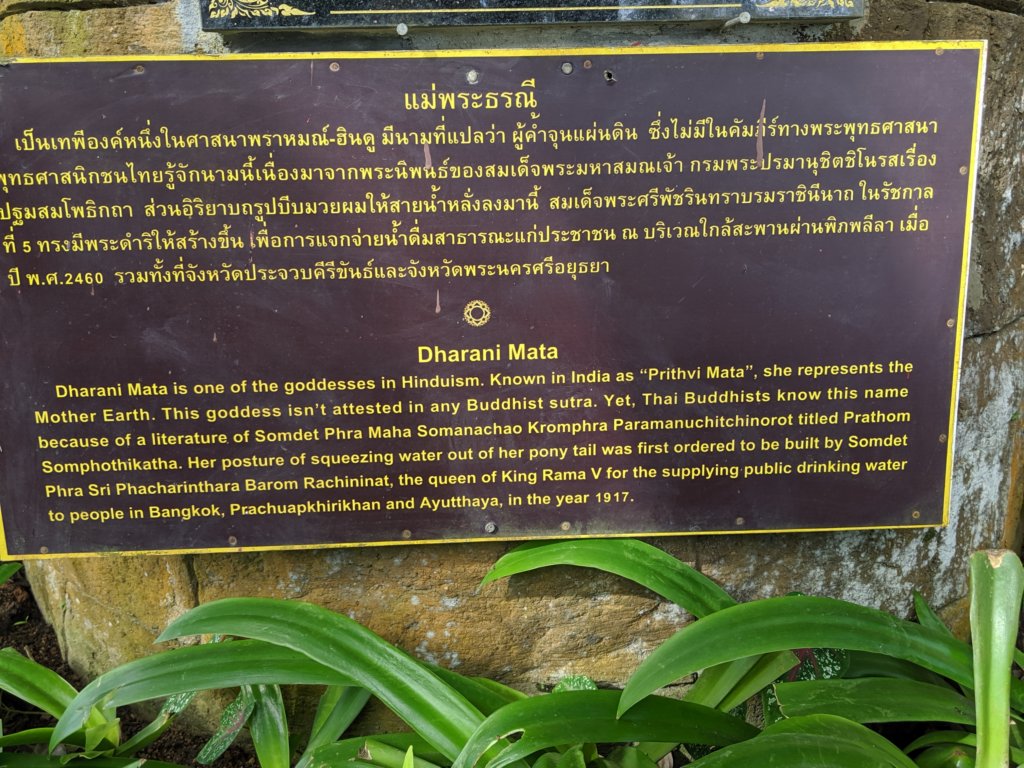 แม่พระธรณี
เป็นเทพีองค์หนึ่งในศาสนาพราหมณ์-ฮินดู มีนามที่แปลว่า ผู้ค้ำจุนแผ่นดิน ซึ่งไม่มีในคัมภีร์ทางพระพุทธศาสนา
พุทธศาสนิกชนไทยรู้จักนามนี้เนื่องมาจากพระนิพนธ์ของสมเด็จพระมหาสมณเจ้า กรมพระปรมานุชิตชิโนรสเรื่อง
ปฐมสมโพธิกถา ส่วนอิริยาบถรูปบีบมวยผมให้สายน้ำหลั่งลงมานี้ สมเด็จพระศรีพัชรินทราบรมราชินีนาถ ในรัชกาล
ที่ 5 ทรงมีพระดำริให้สร้างขึ้น เพื่อการแจกจ่ายน้ำดื่มสาธารณะแก่ประชาชน ณ บริเวณใกล้สะพานผ่านพิภพลีลา เมื่อ
ปี พ.ศ.2460 รวมทั้งที่จังหวัดประจวบคีรีขันธ์และจังหวัดพระนครศรีอยุธยา
Dharani Mata
Dharani Mata is one of the goddesses in Hinduism. Known in India as “Prithvi Mata”, she represents the
Mother Earth. This goddess isn’t attested in any Buddhist sutra. Yet, Thai Buddhists know this name
because of a literature of Somdet Phra Maha Somanachao Kromphra Paramanuchitchinorot titled Prathom
Somphothikatha. Her posture of squeezing water out of her pony tail was first ordered to be built by Somdet
Phra Sri Phacharinthara Barom Rachininat, the queen of King Rama V for the supplying public drinking water
to people in Bangkok, Prachuapkhirikhan and Ayutthaya, in the year 1917.